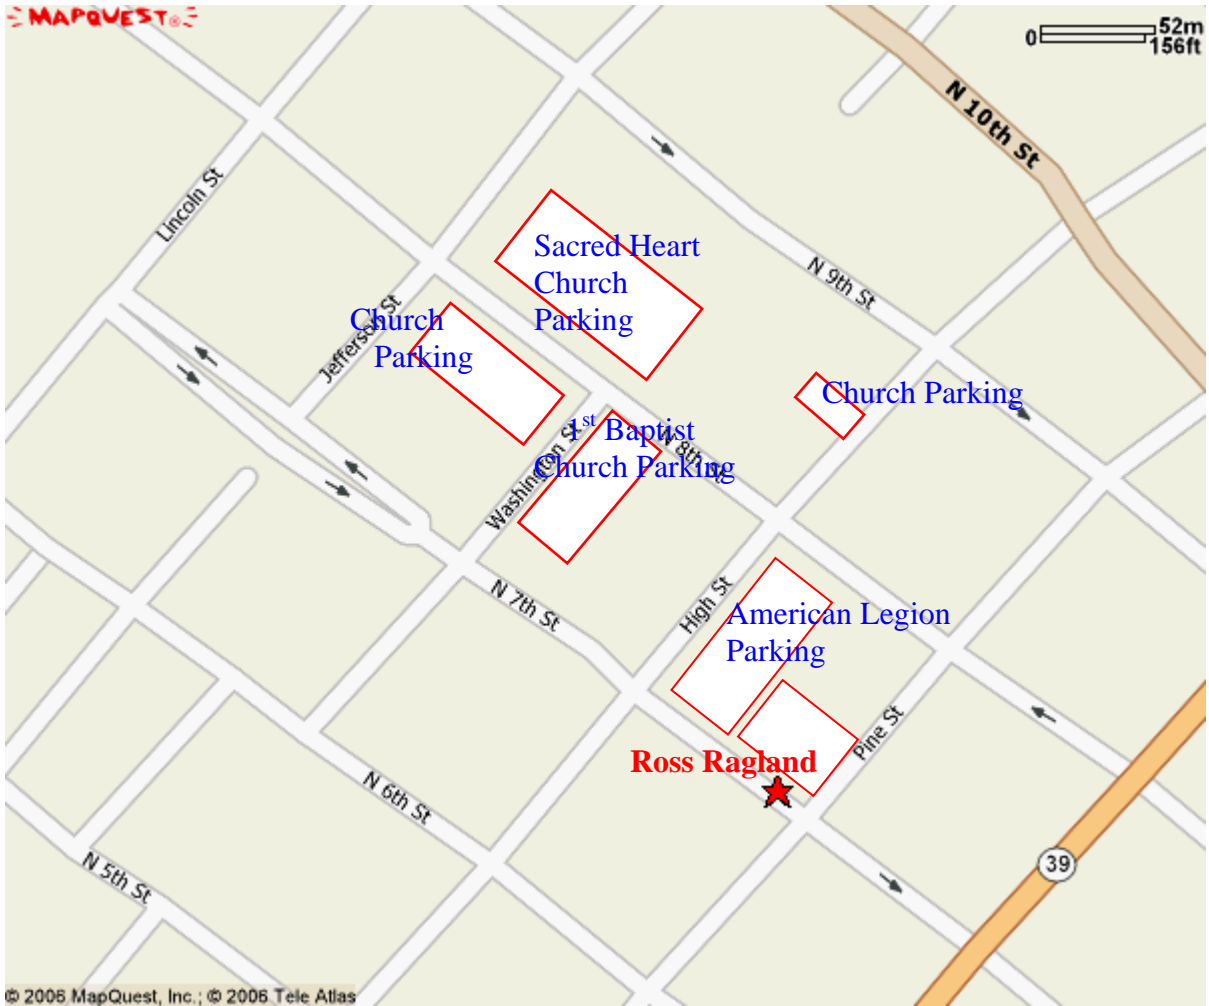 MAPQUEST®
0 52m
156ft
N 10th St
Lincoln St
Sacred Heart
Church
Parking
N 9th St
Jefferson St
Church
Parking
Church Parking
1st Baptist
Church Parking
N 8th St
Washington St
N 7th St
High St
American Legion
Parking
Pine St
Ross Ragland
N 6th St
39
N 5th St
© 2006 MapQuest, Inc.; © 2006 Tele Atlas